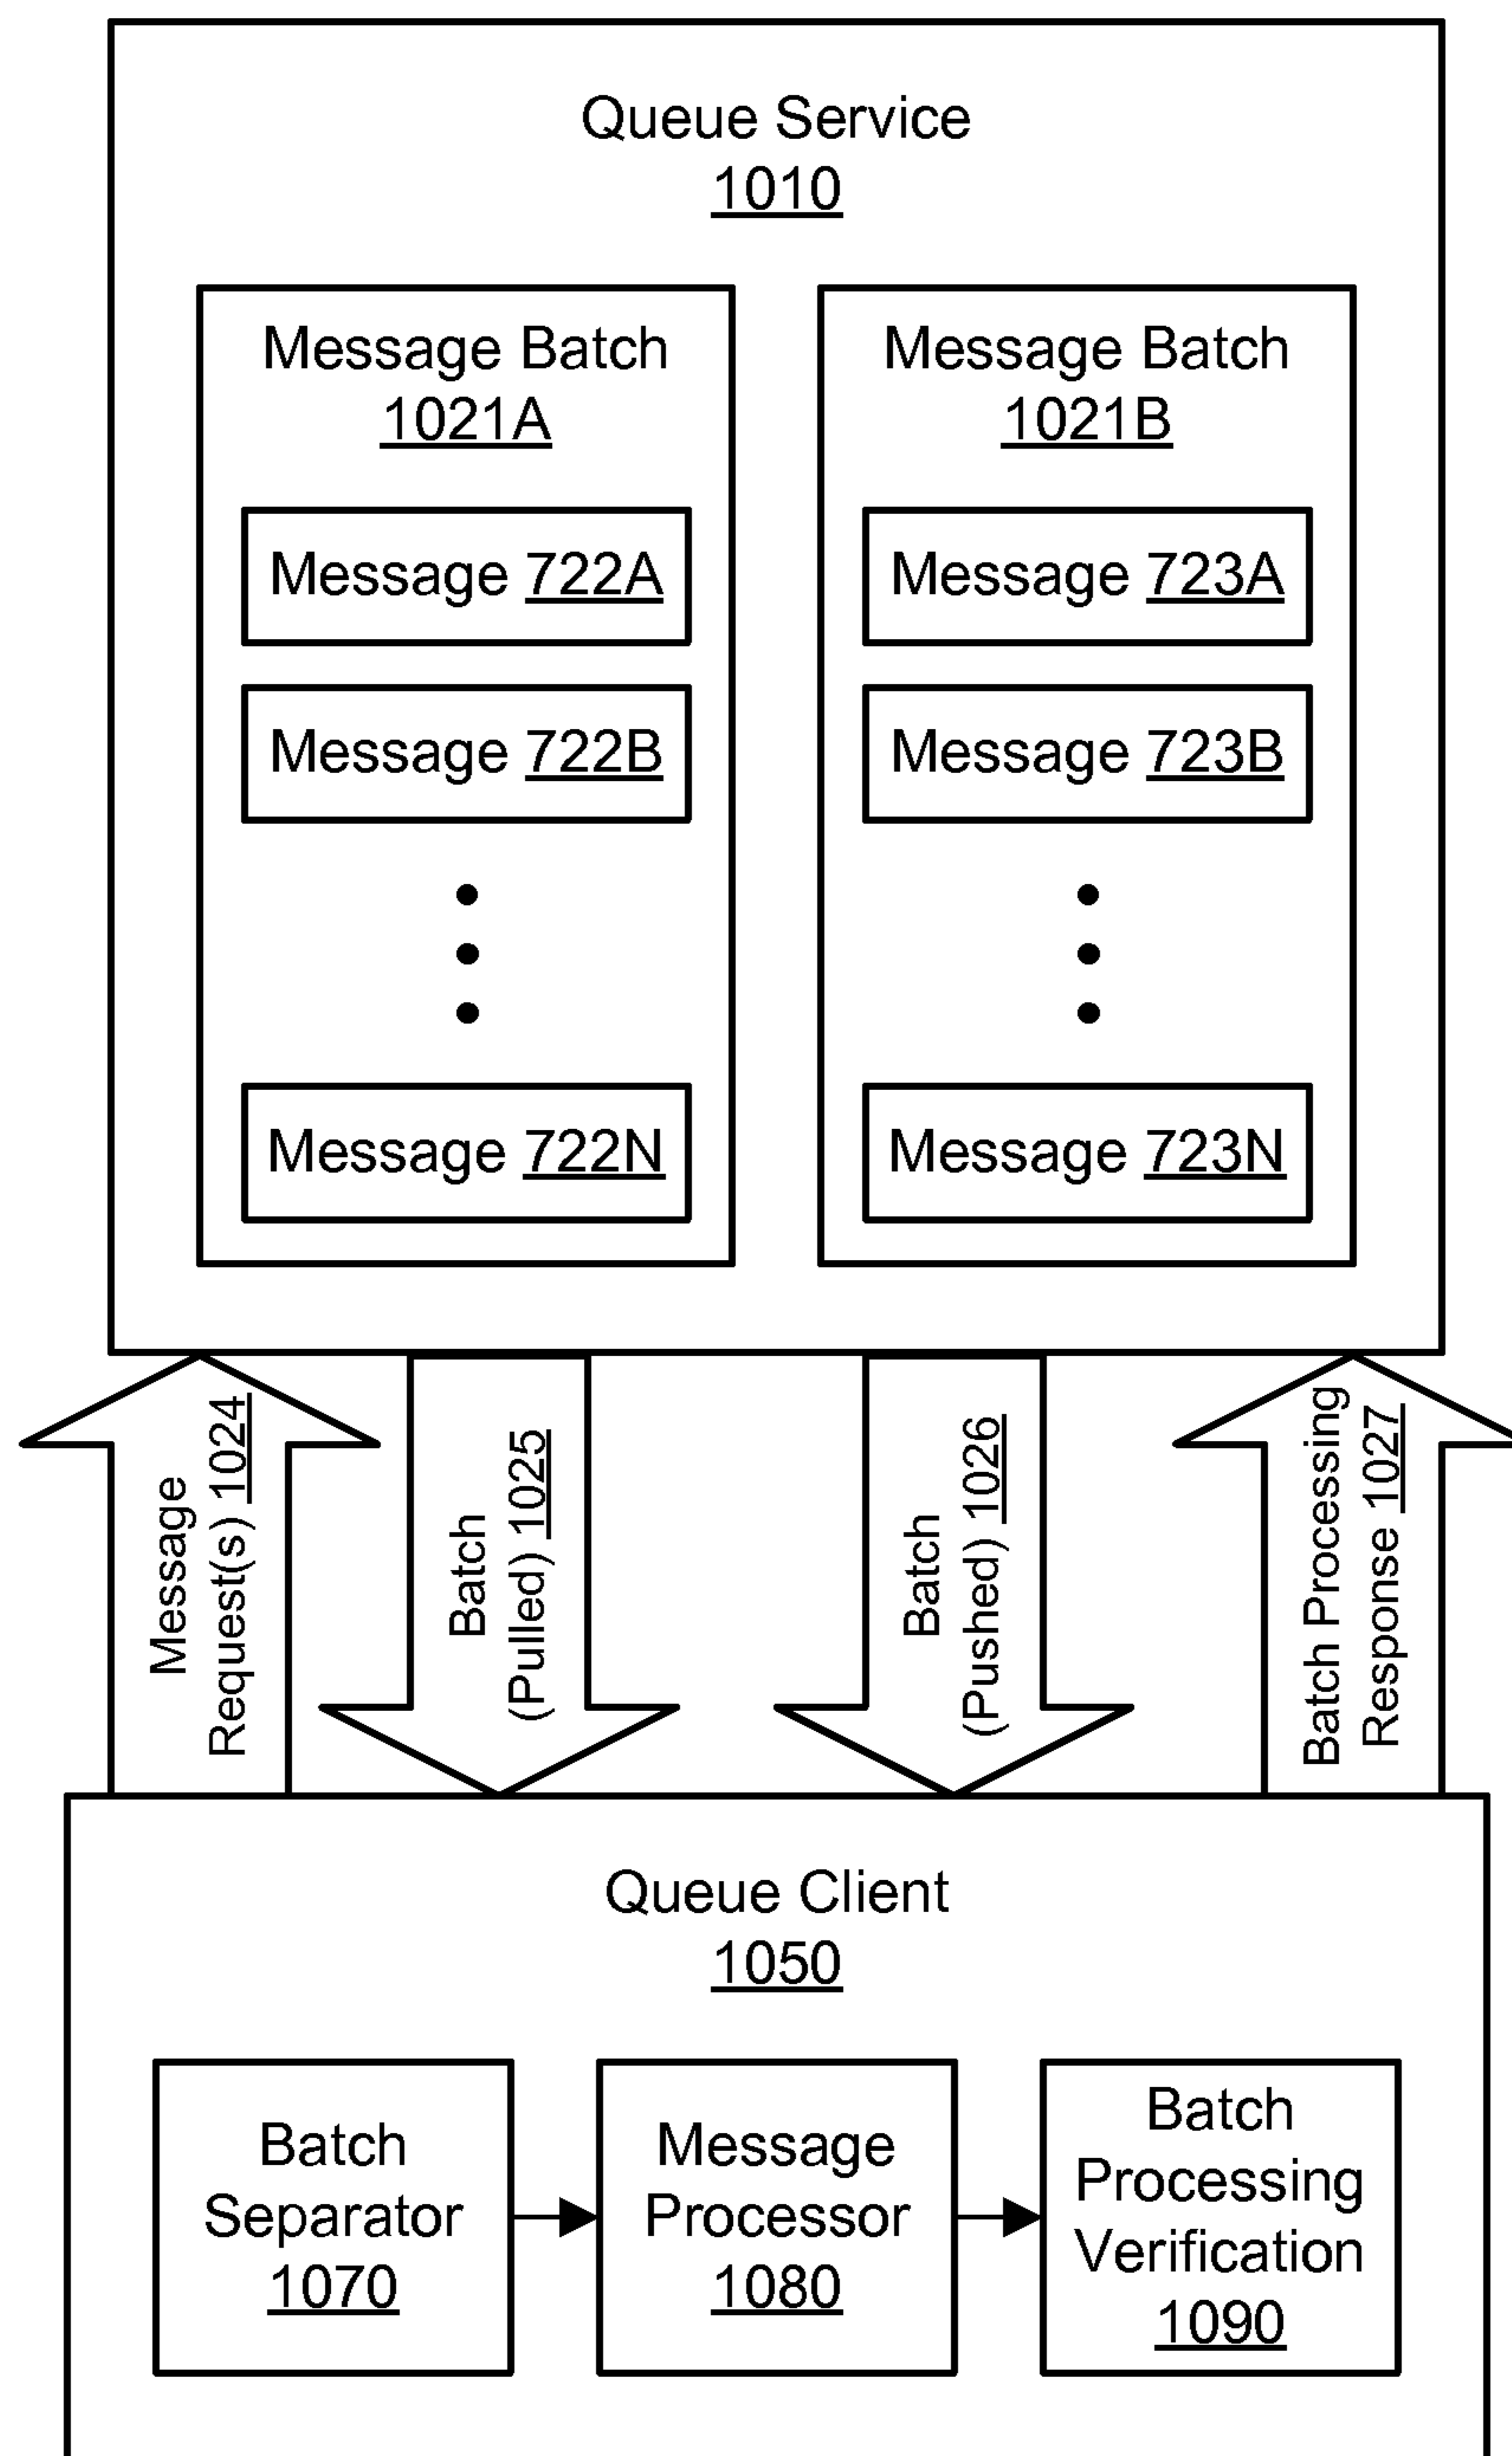 Queue Service
1010
Message Batch
1021A
Message 722A
Message 722B
Message 722N
Message Batch
1021B
Message 723A
Message 723B
Message 723N
Message
Request(s) 1024
Batch
(Pulled) 1025
Batch
(Pushed) 1026
Batch Processing
Response 1027
Queue Client
1050
Batch
Separator
1070
Message
Processor
1080
Batch
Processing
Verification
1090